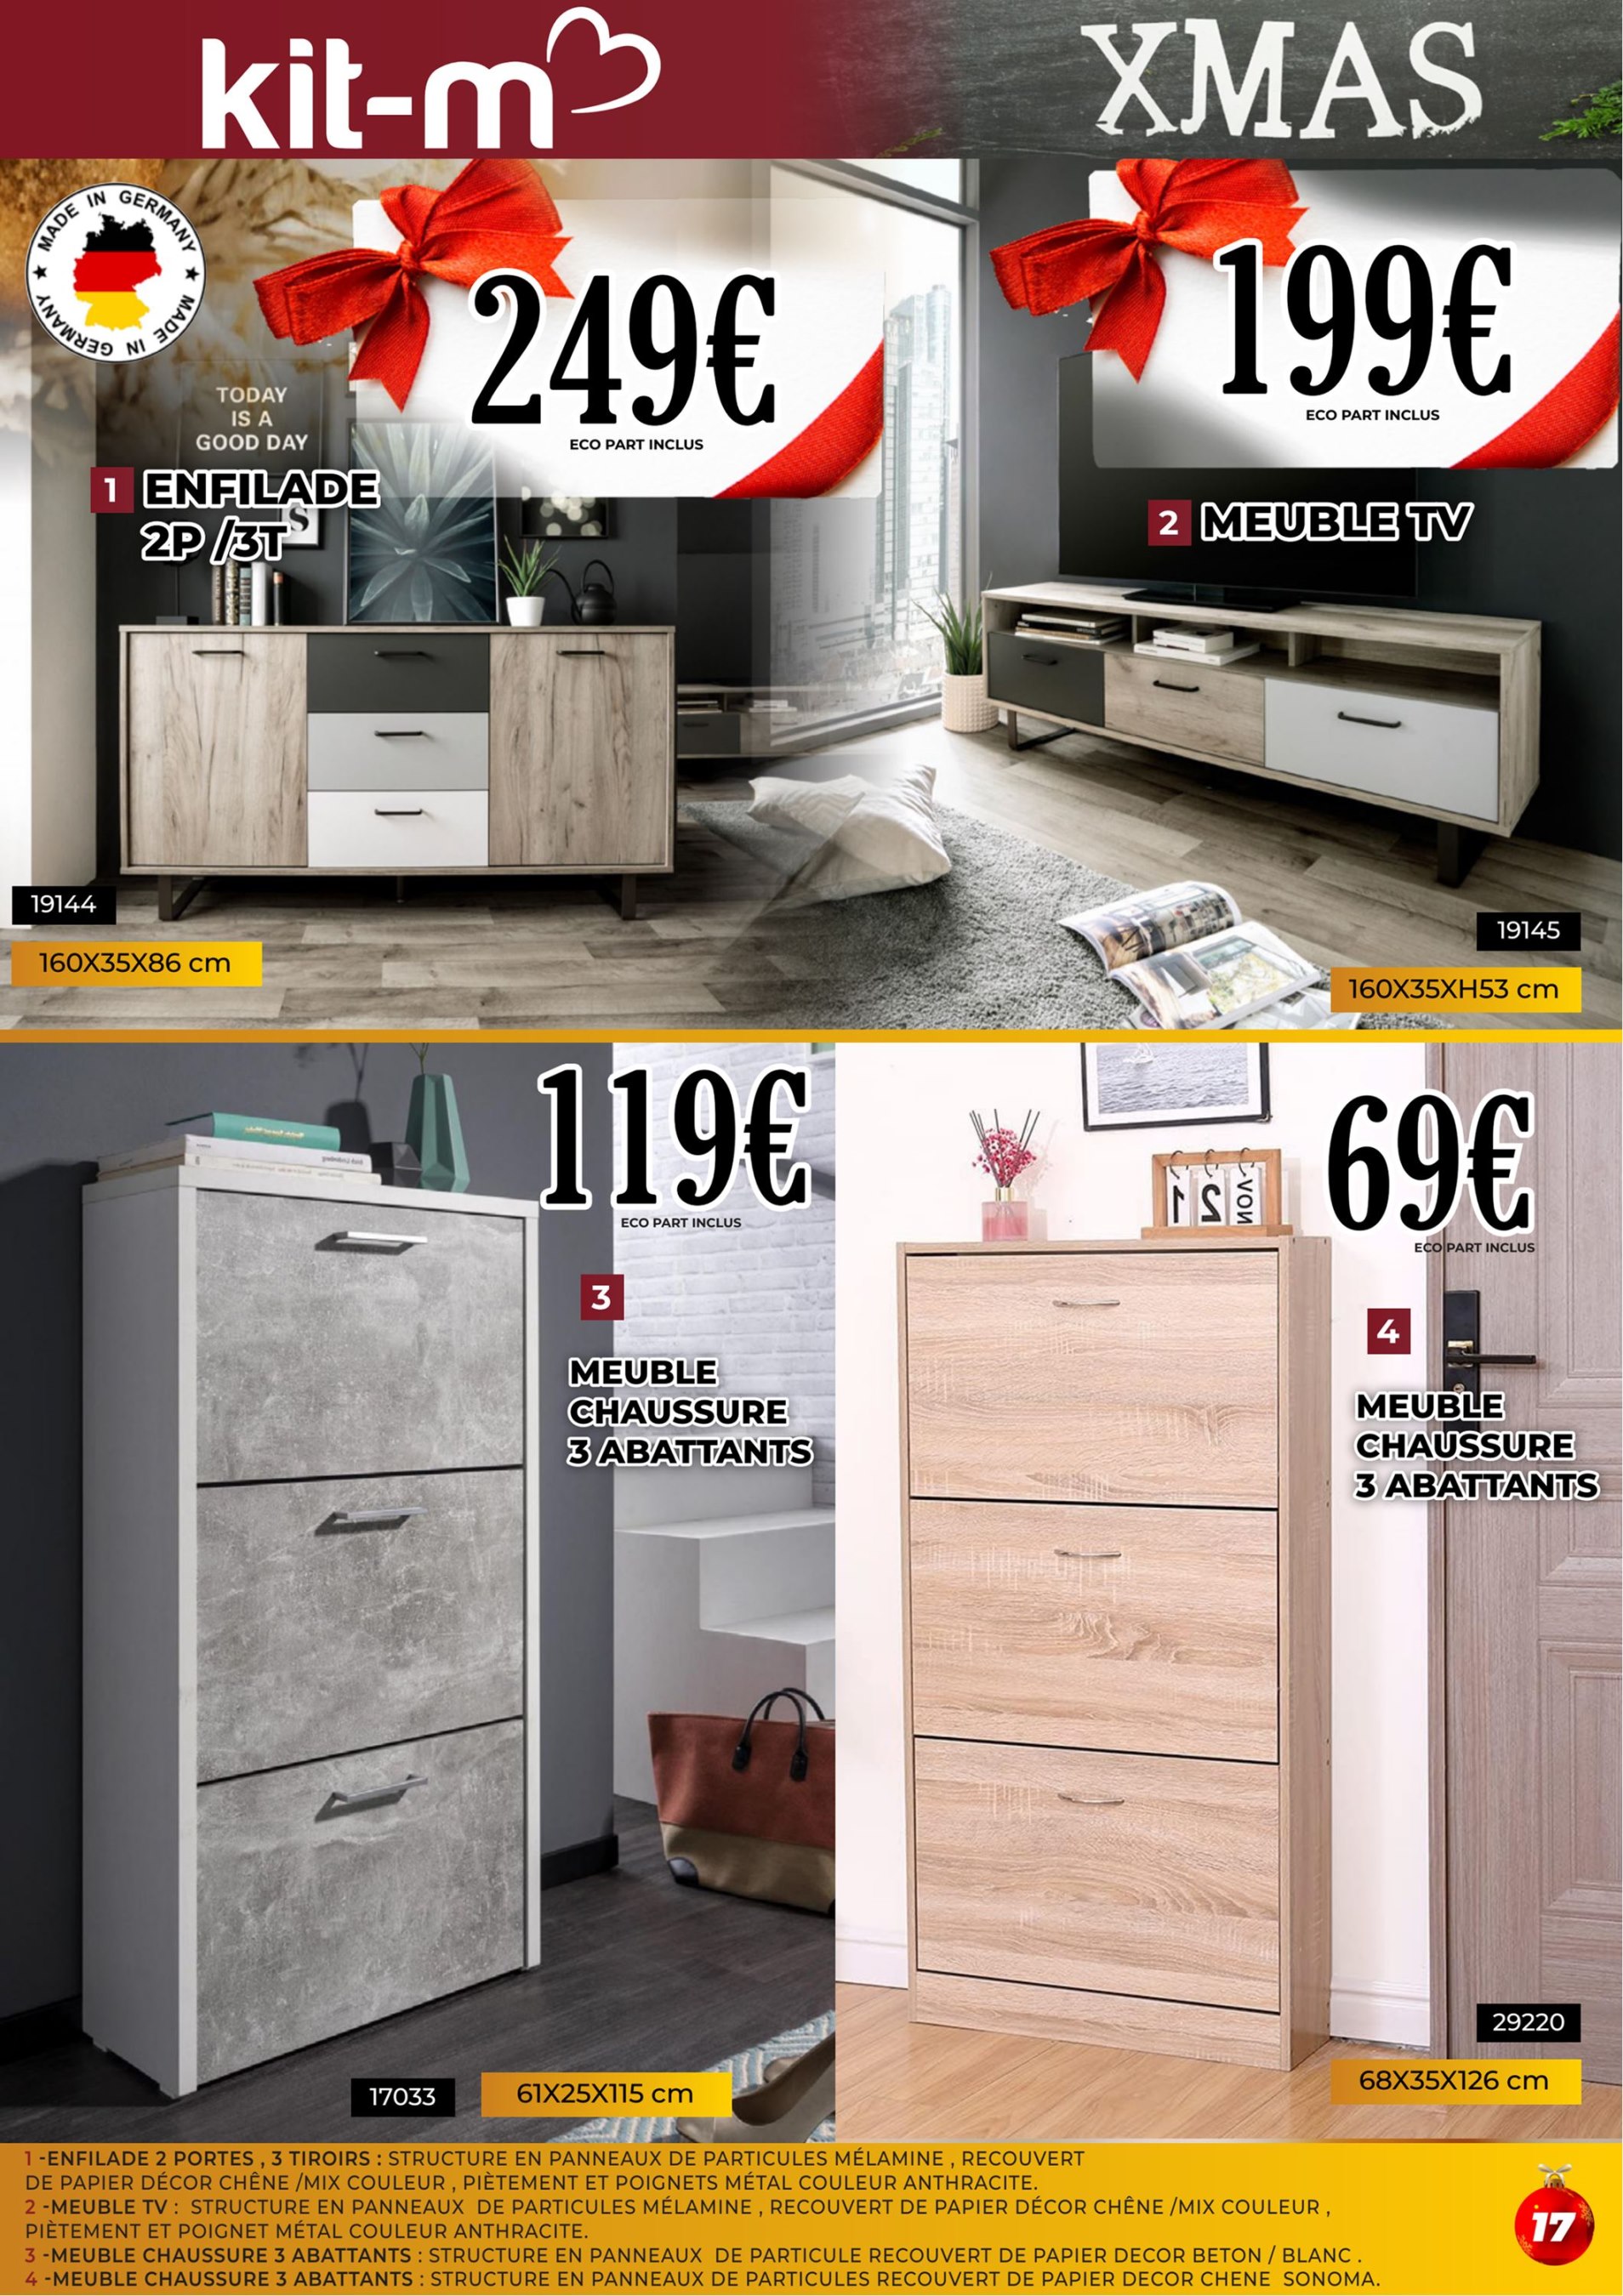 kit-m
XMAS
MADE IN GERMANY ★ MADE IN GERMANY ★
249€
ECO PART INCLUS
199€
ECO PART INCLUS
TODAY
IS A
GOOD DAY
1 ENFILADE
2P /3T
S
2 MEUBLE TV
19144
160X35X86 cm
19145
160X35XH53 cm
119€
ECO PART INCLUS
3
MEUBLE
CHAUSSURE
3 ABATTANTS
17033
61X25X115 cm
69€
ECO PART INCLUS
4
MEUBLE
CHAUSSURE
3 ABATTANTS
1 2 NOV
29220
68X35X126 cm
1 -ENFILADE 2 PORTES , 3 TIROIRS : STRUCTURE EN PANNEAUX DE PARTICULES MÉLAMINE , RECOUVERT
DE PAPIER DÉCOR CHÊNE /MIX COULEUR , PIÈTEMENT ET POIGNETS MÉTAL COULEUR ANTHRACITE.
2 -MEUBLE TV : STRUCTURE EN PANNEAUX DE PARTICULES MÉLAMINE , RECOUVERT DE PAPIER DÉCOR CHÊNE /MIX COULEUR ,
PIÈTEMENT ET POIGNET MÉTAL COULEUR ANTHRACITE.
3 -MEUBLE CHAUSSURE 3 ABATTANTS : STRUCTURE EN PANNEAUX DE PARTICULE RECOUVERT DE PAPIER DECOR BETON / BLANC .
4 -MEUBLE CHAUSSURE 3 ABATTANTS : STRUCTURE EN PANNEAUX DE PARTICULES RECOUVERT DE PAPIER DECOR CHENE SONOMA.
17